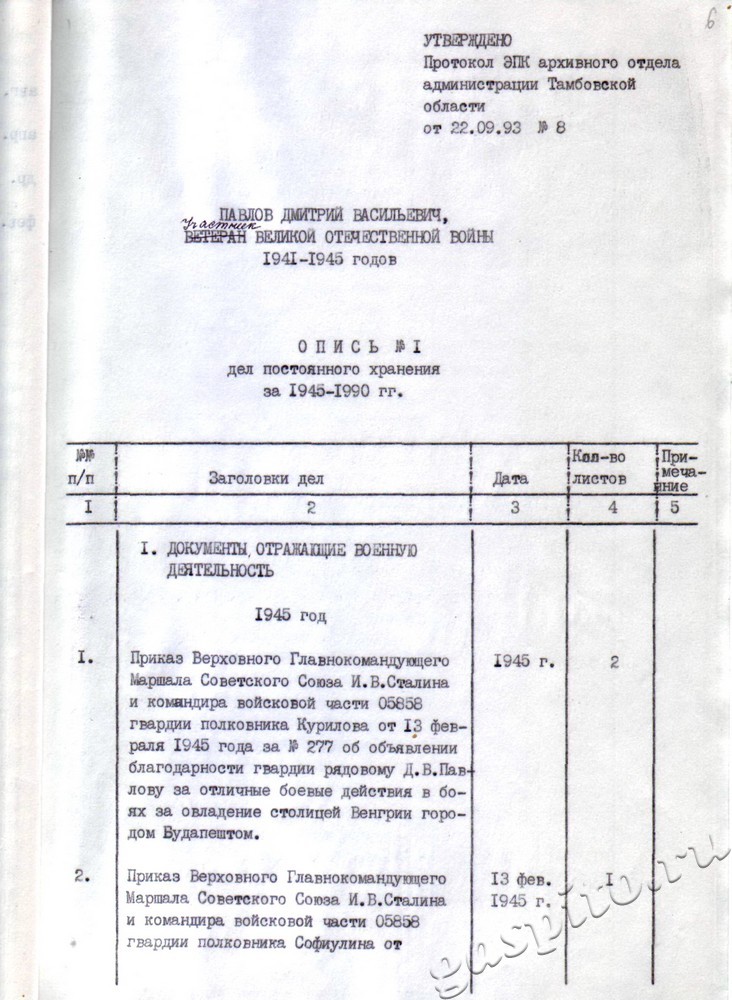 6
УТВЕРЖДЕНО
Протокол ЭПК архивного отдела
администрации Тамбовской
области
от 22.09.93 № 8
ПАВЛОВ ДМИТРИЙ ВАСИЛЬЕВИЧ,
Участник
ВЕТЕРАН ВЕЛИКОЙ ОТЕЧЕСТВЕННОЙ ВОЙНЫ
1941-1945 годов
О П И С Ь № I
дел постоянного хранения
за 1945-1990 гг.
№№ п/п
Заголовки дел
Дата
Кол-во листов
При-меча-ние
I 2 3 4 5
I. ДОКУМЕНТЫ, ОТРАЖАЮЩИЕ ВОЕННУЮ
ДЕЯТЕЛЬНОСТЬ
1945 год
I. Приказ Верховного Главнокомандующего 1945 г. 2
Маршала Советского Союза И.В.Сталина
и командира войсковой части 05858
гвардии полковника Курилова от 13 фев-
раля 1945 года за № 277 об объявлении
благодарности гвардии рядовому Д.В.Пав-
лову за отличные боевые действия в бо-
ях за овладение столицей Венгрии горо-
дом Будапештом.
2. Приказ Верховного Главнокомандующего 13 фев. I
Маршала Советского Союза И.В.Сталина 1945 г.
и командира войсковой части 05858
гвардии полковника Софиулина от
gaspito.ru
авг.
апр.
др.
фев.